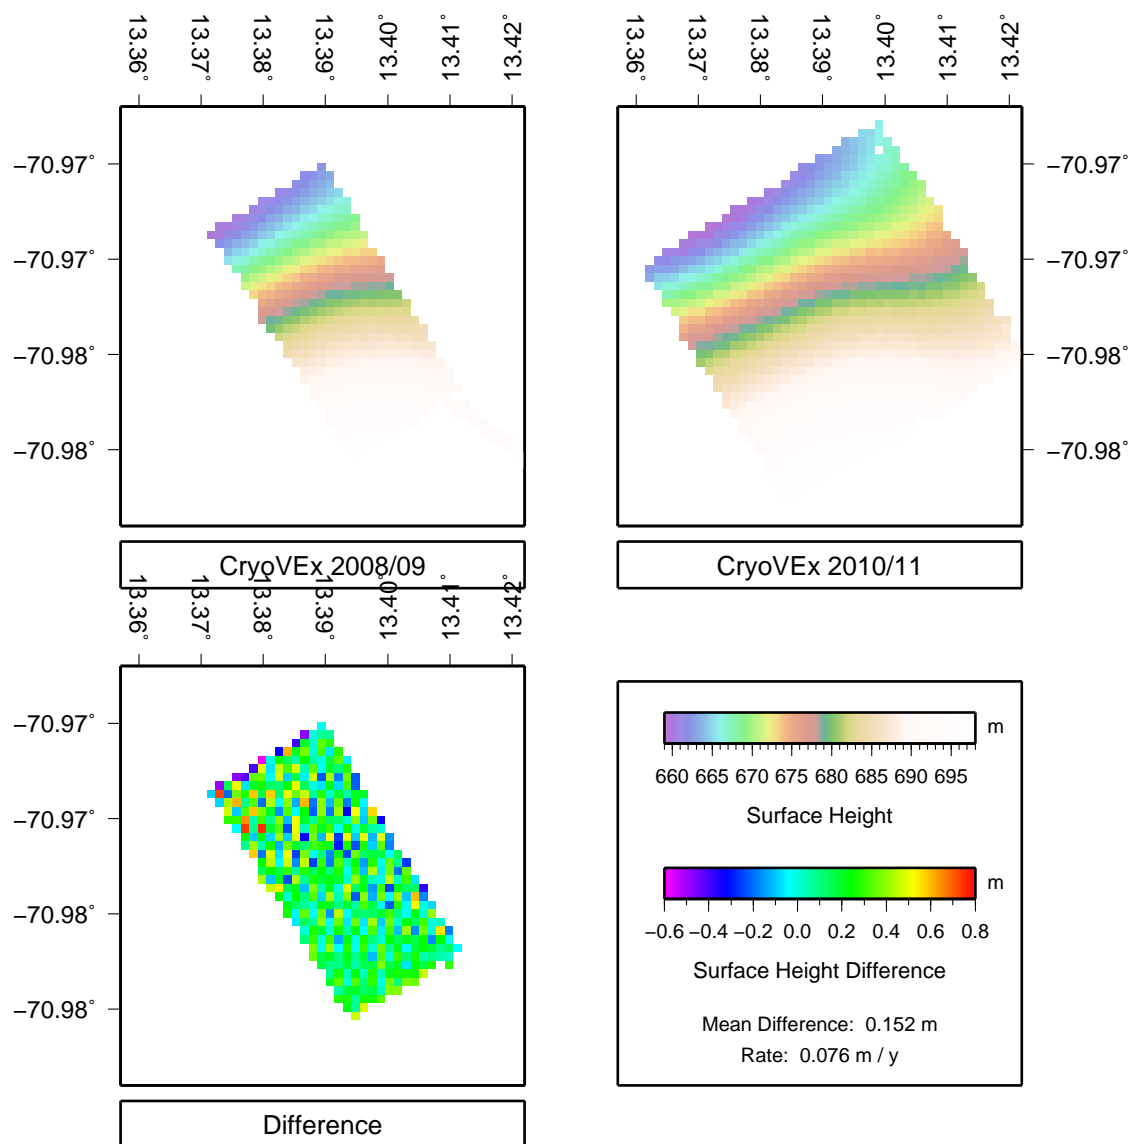 13.36° 13.37° 13.38° 13.39° 13.40° 13.41° 13.42°
13.36° 13.37° 13.38° 13.39° 13.40° 13.41° 13.42°
−70.97°
−70.97°
−70.98°
−70.98°
−70.97°
−70.97°
−70.98°
−70.98°
CryoVEx 2008/09
CryoVEx 2010/11
13.36° 13.37° 13.38° 13.39° 13.40° 13.41° 13.42°
−70.97°
−70.97°
−70.98°
−70.98°
m
660 665 670 675 680 685 690 695
Surface Height
m
−0.6 −0.4 −0.2 0.0 0.2 0.4 0.6 0.8
Surface Height Difference
Mean Difference: 0.152 m
Rate: 0.076 m / y
Difference